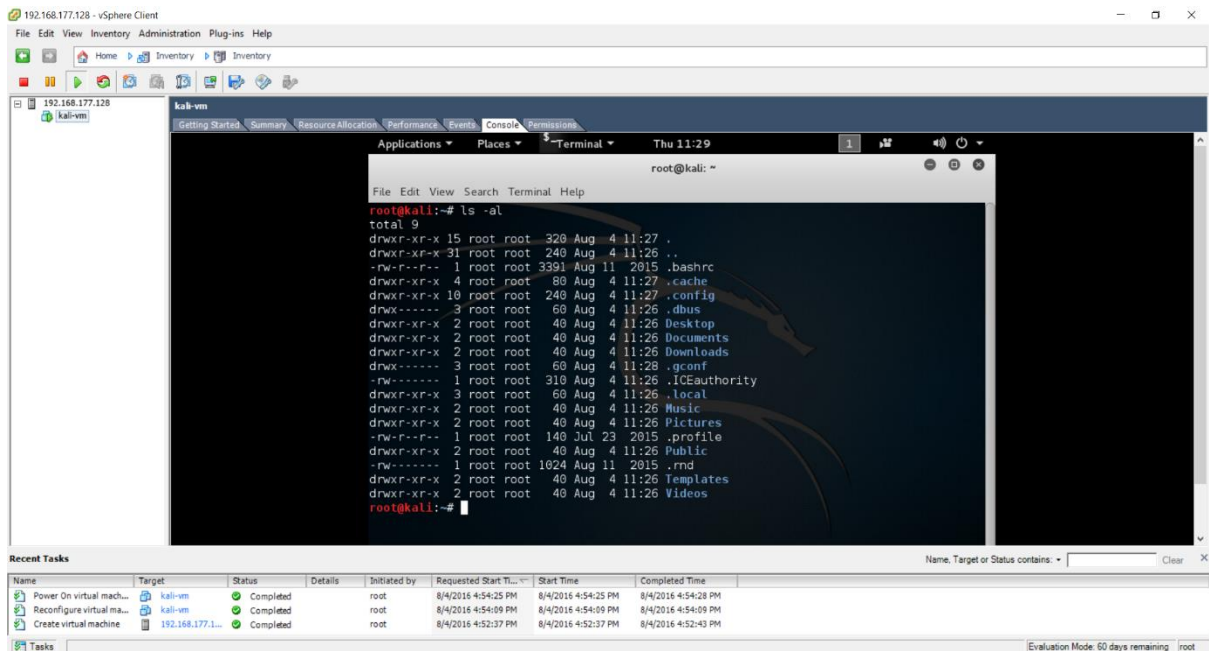 192.168.177.128 - vSphere Client
File Edit View Inventory Administration Plug-ins Help
Home Inventory Inventory
192.168.177.128
kali-vm
kali-vm
Getting Started Summary Resource Allocation Performance Events Console Permissions
Applications Places Terminal Thu 11:29 1
root@kali: ~
File Edit View Search Terminal Help
root@kali:~# ls -al
total 9
drwxr-xr-x 15 root root 320 Aug 4 11:27 .
drwxr-xr-x 31 root root 240 Aug 4 11:26 ..
-rw-r--r-- 1 root root 3391 Aug 11 2015 .bashrc
drwxr-xr-x 4 root root 80 Aug 4 11:27 .cache
drwxr-xr-x 10 root root 240 Aug 4 11:27 .config
drwx------ 3 root root 60 Aug 4 11:26 .dbus
drwxr-xr-x 2 root root 40 Aug 4 11:26 Desktop
drwxr-xr-x 2 root root 40 Aug 4 11:26 Documents
drwxr-xr-x 2 root root 40 Aug 4 11:26 Downloads
drwx------ 3 root root 60 Aug 4 11:28 .gconf
-rw------- 1 root root 310 Aug 4 11:26 .ICEauthority
drwxr-xr-x 3 root root 60 Aug 4 11:26 .local
drwxr-xr-x 2 root root 40 Aug 4 11:26 Music
drwxr-xr-x 2 root root 40 Aug 4 11:26 Pictures
-rw-r--r-- 1 root root 140 Jul 23 2015 .profile
drwxr-xr-x 2 root root 40 Aug 4 11:26 Public
-rw------- 1 root root 1024 Aug 11 2015 .rnd
drwxr-xr-x 2 root root 40 Aug 4 11:26 Templates
drwxr-xr-x 2 root root 40 Aug 4 11:26 Videos
root@kali:~#
Recent Tasks Name, Target or Status contains: Clear
Name Target Status Details Initiated by Requested Start Ti... Start Time Completed Time
Power On virtual mach... kali-vm Completed root 8/4/2016 4:54:25 PM 8/4/2016 4:54:25 PM 8/4/2016 4:54:28 PM
Reconfigure virtual ma... kali-vm Completed root 8/4/2016 4:54:09 PM 8/4/2016 4:54:09 PM 8/4/2016 4:54:09 PM
Create virtual machine 192.168.177.1... Completed root 8/4/2016 4:52:37 PM 8/4/2016 4:52:37 PM 8/4/2016 4:52:43 PM
Tasks Evaluation Mode: 60 days remaining root